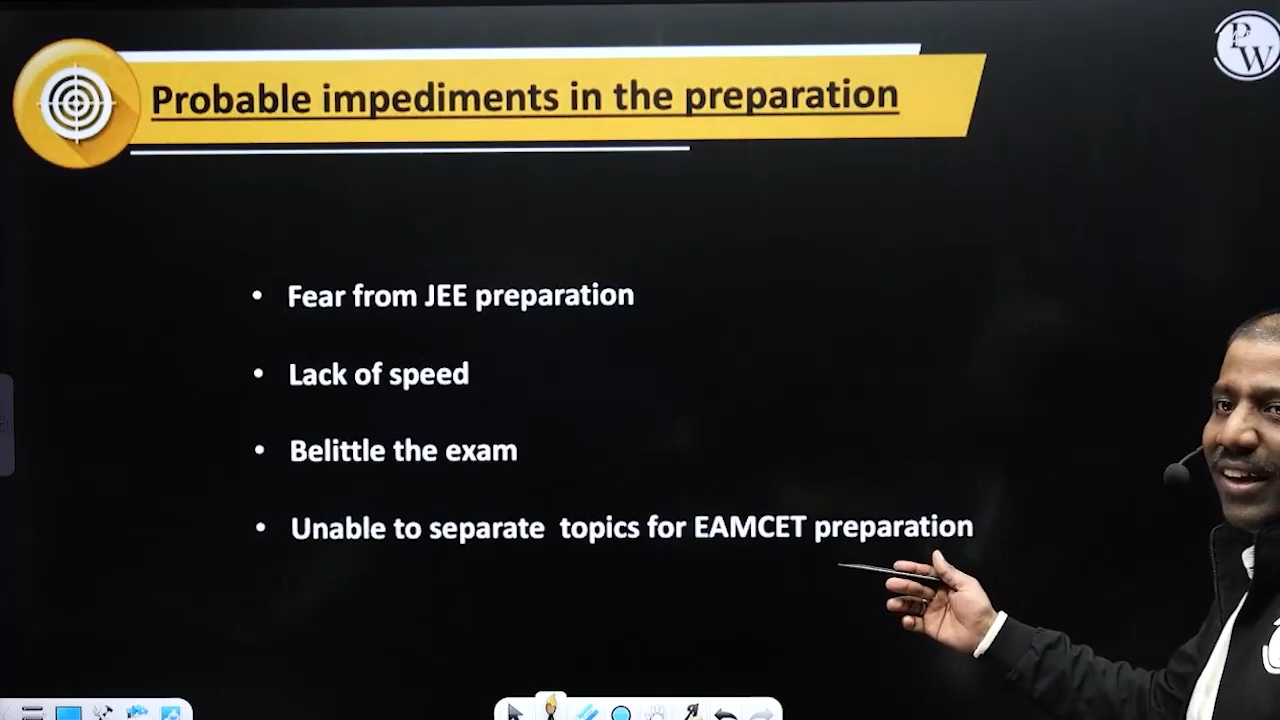 PW
Probable impediments in the preparation
• Fear from JEE preparation
• Lack of speed
• Belittle the exam
• Unable to separate topics for EAMCET preparation